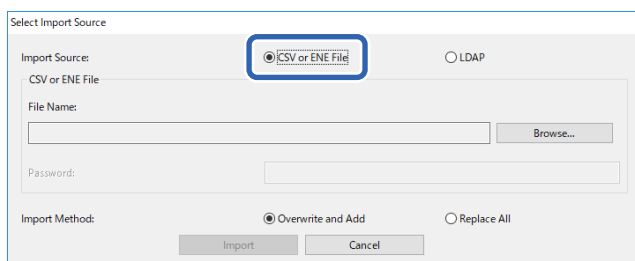 Select Import Source
Import Source: CSV or ENE File LDAP
CSV or ENE File
File Name:
Browse...
Password:
Import Method: Overwrite and Add Replace All
Import Cancel